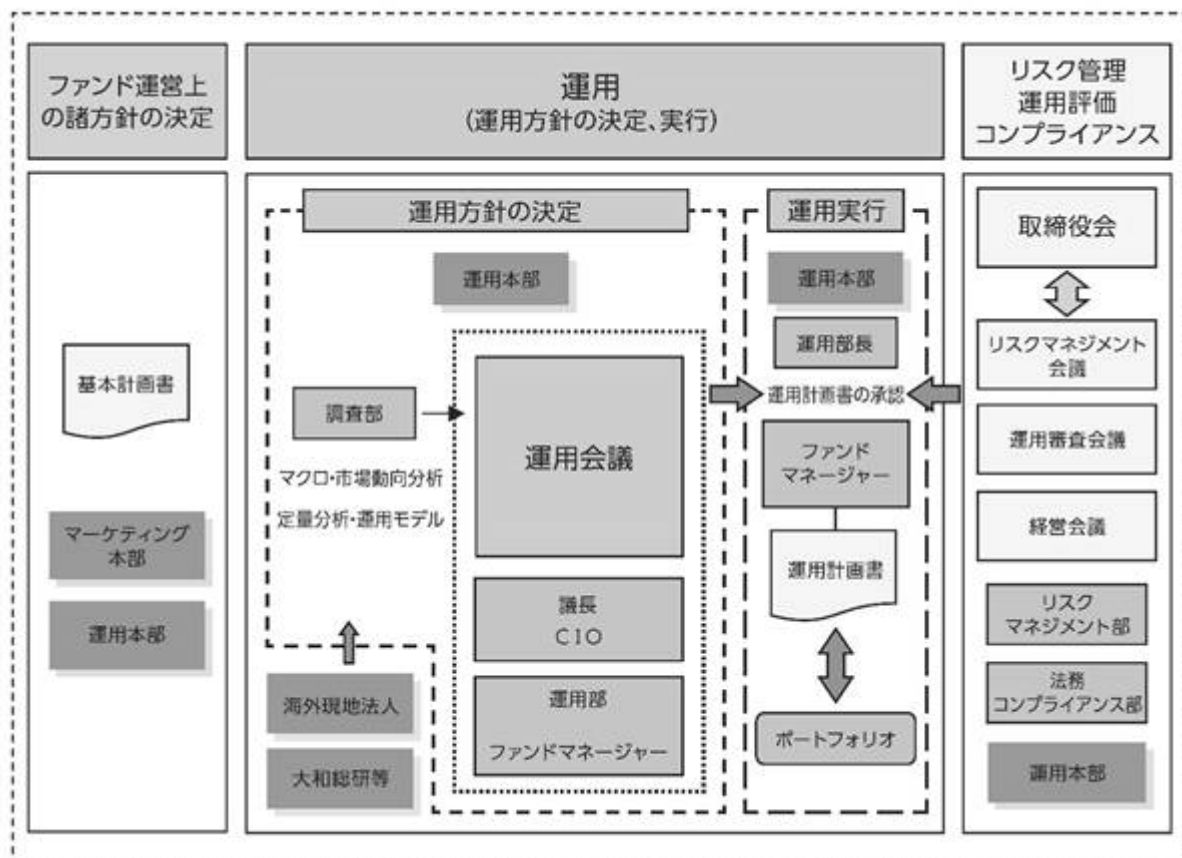 ファンド運営上
の諸方針の決定
運用
(運用方針の決定、実行)
リスク管理
運用評価
コンプライアンス
基本計画書
マーケティング
本部
運用本部
運用方針の決定
運用本部
調査部
マクロ・市場動向分析
定量分析・運用モデル
運用会議
議長
CIO
運用部
ファンドマネージャー
海外現地法人
大和総研等
運用実行
運用本部
運用部長
運用計画書の承認
ファンド
マネージャー
運用計画書
ポートフォリオ
取締役会
リスクマネジメント
会議
運用審査会議
経営会議
リスク
マネジメント部
法務
コンプライアンス部
運用本部